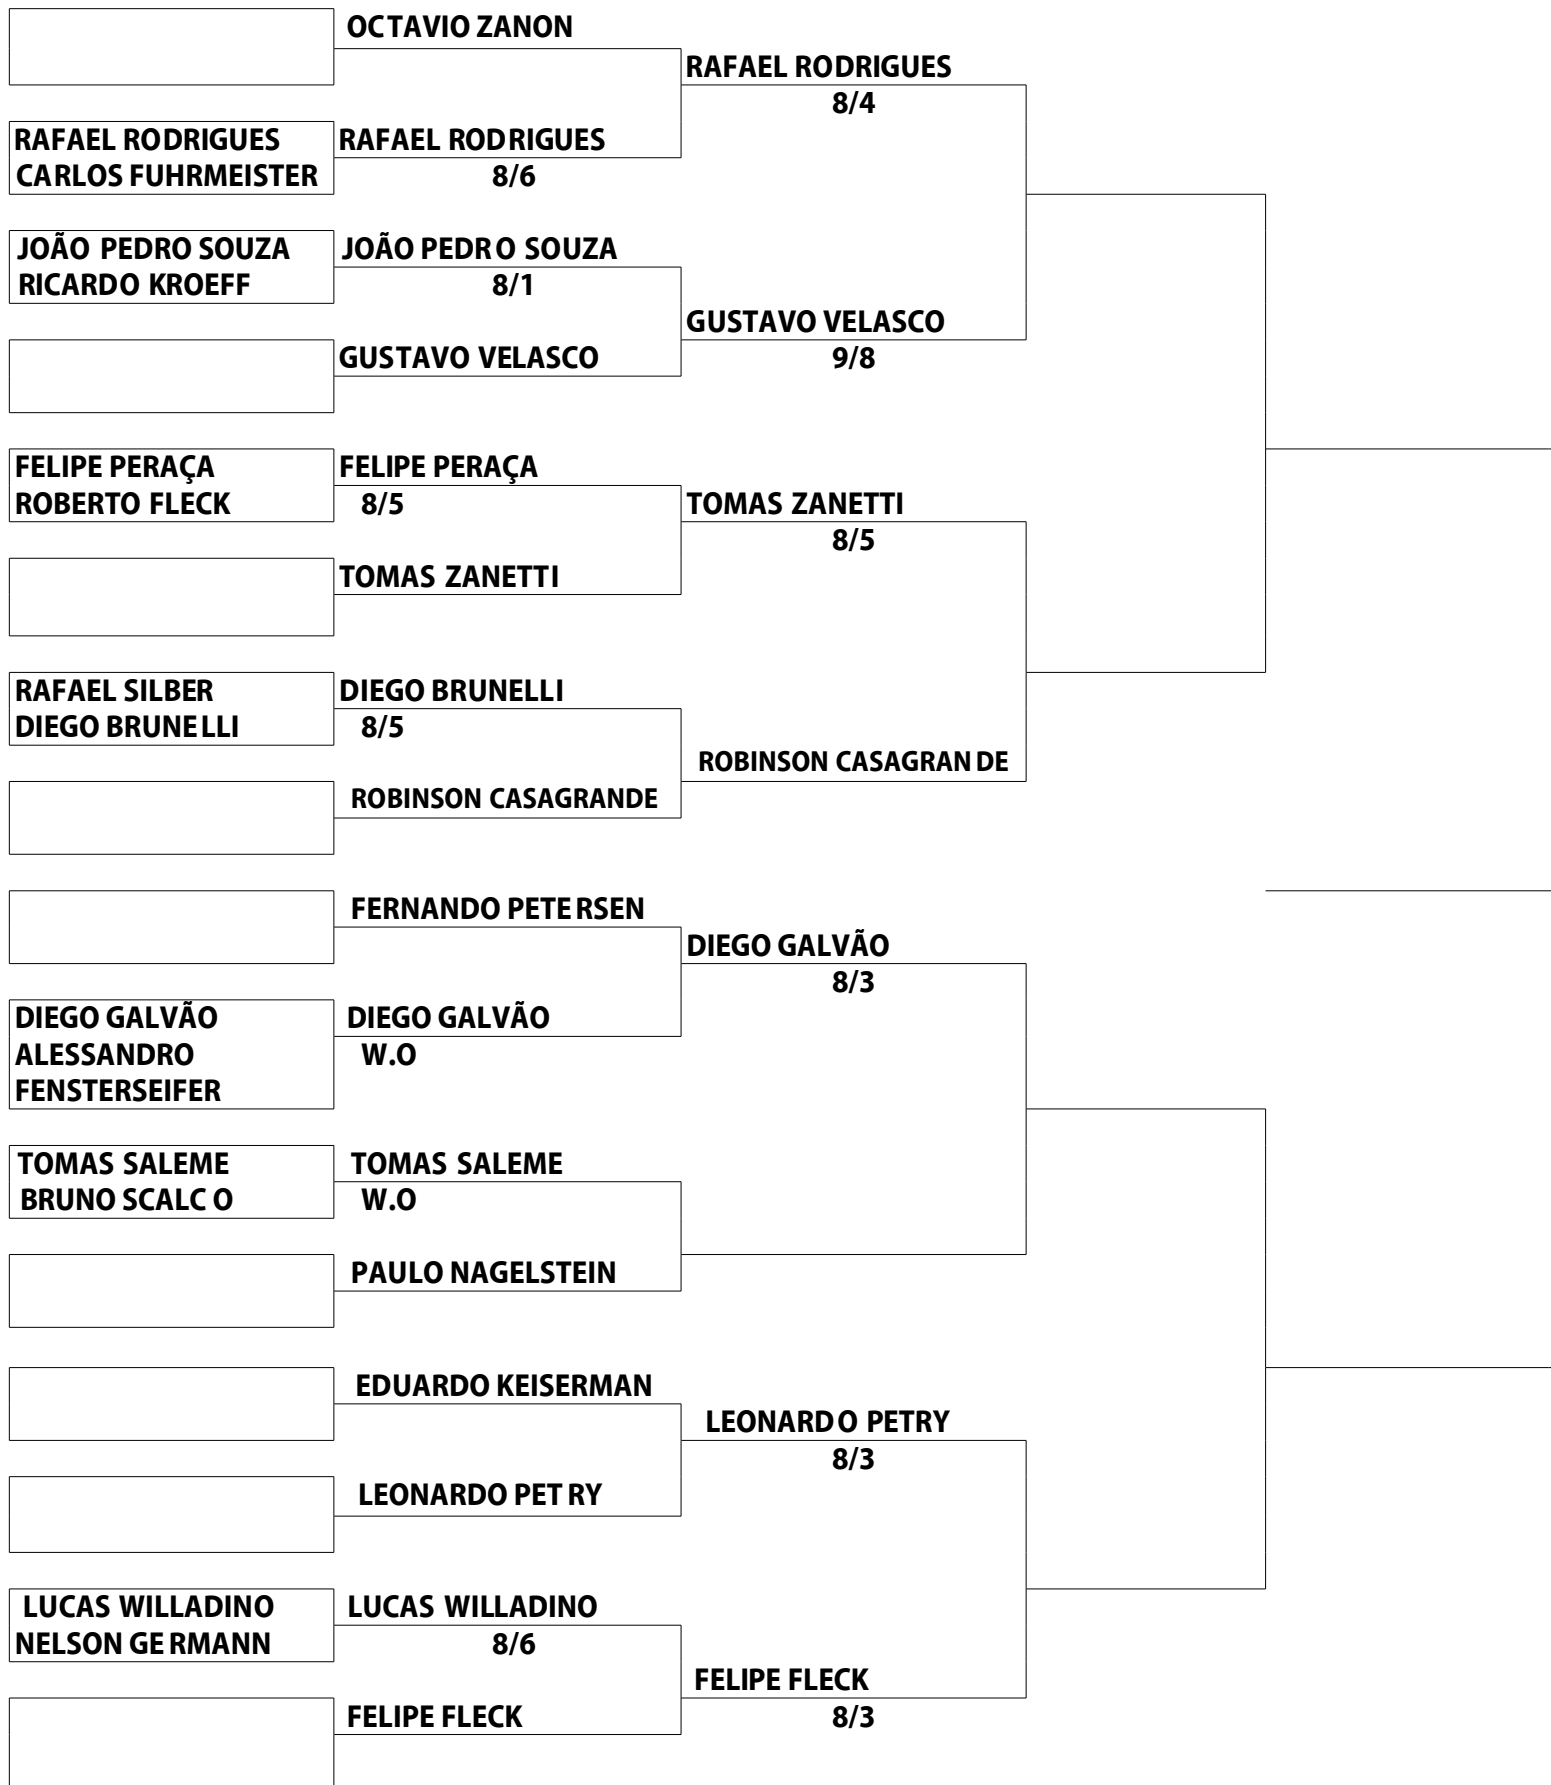 OCTAVIO ZANON
RAFAEL RODRIGUES
8/4
RAFAEL RODRIGUES
CARLOS FUHRMEISTER
RAFAEL RODRIGUES
8/6
JOÃO PEDRO SOUZA
RICARDO KROEFF
JOÃO PEDRO SOUZA
8/1
GUSTAVO VELASCO
9/8
GUSTAVO VELASCO
FELIPE PERAÇA
ROBERTO FLECK
FELIPE PERAÇA
8/5
TOMAS ZANETTI
8/5
TOMAS ZANETTI
RAFAEL SILBER
DIEGO BRUNELLI
DIEGO BRUNELLI
8/5
ROBINSON CASAGRANDE
ROBINSON CASAGRANDE
FERNANDO PETERSEN
DIEGO GALVÃO
8/3
DIEGO GALVÃO
ALESSANDRO
FENSTERSEIFER
DIEGO GALVÃO
W.O
TOMAS SALEME
BRUNO SCALCO
TOMAS SALEME
W.O
PAULO NAGELSTEIN
EDUARDO KEISERMAN
LEONARDO PETRY
8/3
LEONARDO PETRY
LUCAS WILLADINO
NELSON GERMANN
LUCAS WILLADINO
8/6
FELIPE FLECK
8/3
FELIPE FLECK